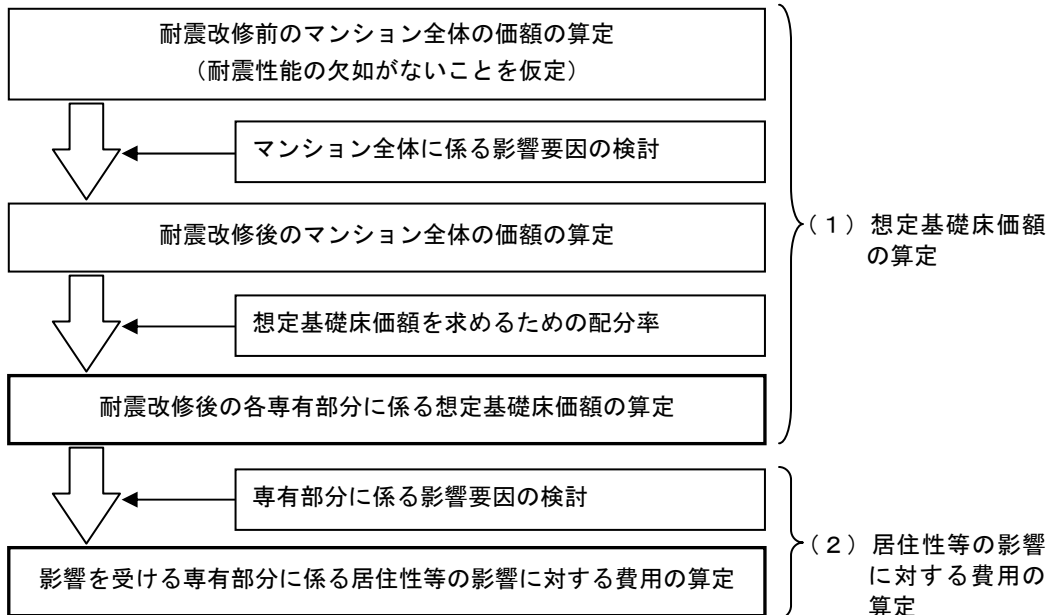 耐震改修前のマンション全体の価額の算定
（耐震性能の欠如がないことを仮定）
マンション全体に係る影響要因の検討
耐震改修後のマンション全体の価額の算定
想定基礎床価額を求めるための配分率
耐震改修後の各専有部分に係る想定基礎床価額の算定
（１）想定基礎床価額
の算定
専有部分に係る影響要因の検討
影響を受ける専有部分に係る居住性等の影響に対する費用の算定
（２）居住性等の影響
に対する費用の
算定